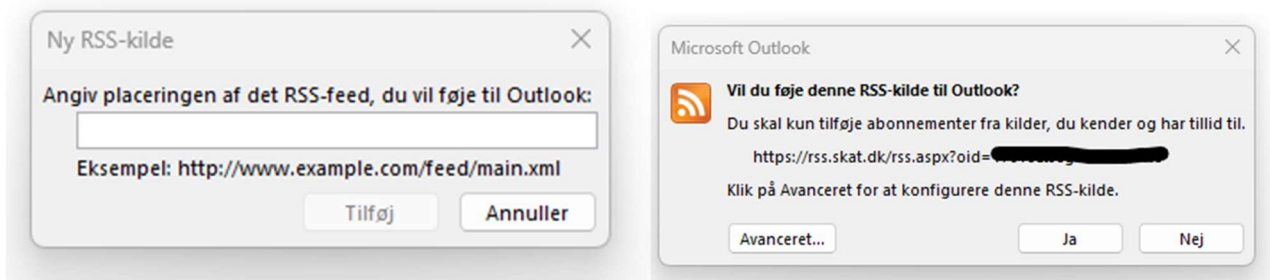 Ny RSS-kilde
Angiv placeringen af det RSS-feed, du vil føje til Outlook:
Eksempel: http://www.example.com/feed/main.xml
Tilføj
Annuller
Microsoft Outlook
Vil du føje denne RSS-kilde til Outlook?
Du skal kun tilføje abonnementer fra kilder, du kender og har tillid til.
https://rss.skat.dk/rss.aspx?oid=
Klik på Avanceret for at konfigurere denne RSS-kilde.
Avanceret...
Ja
Nej